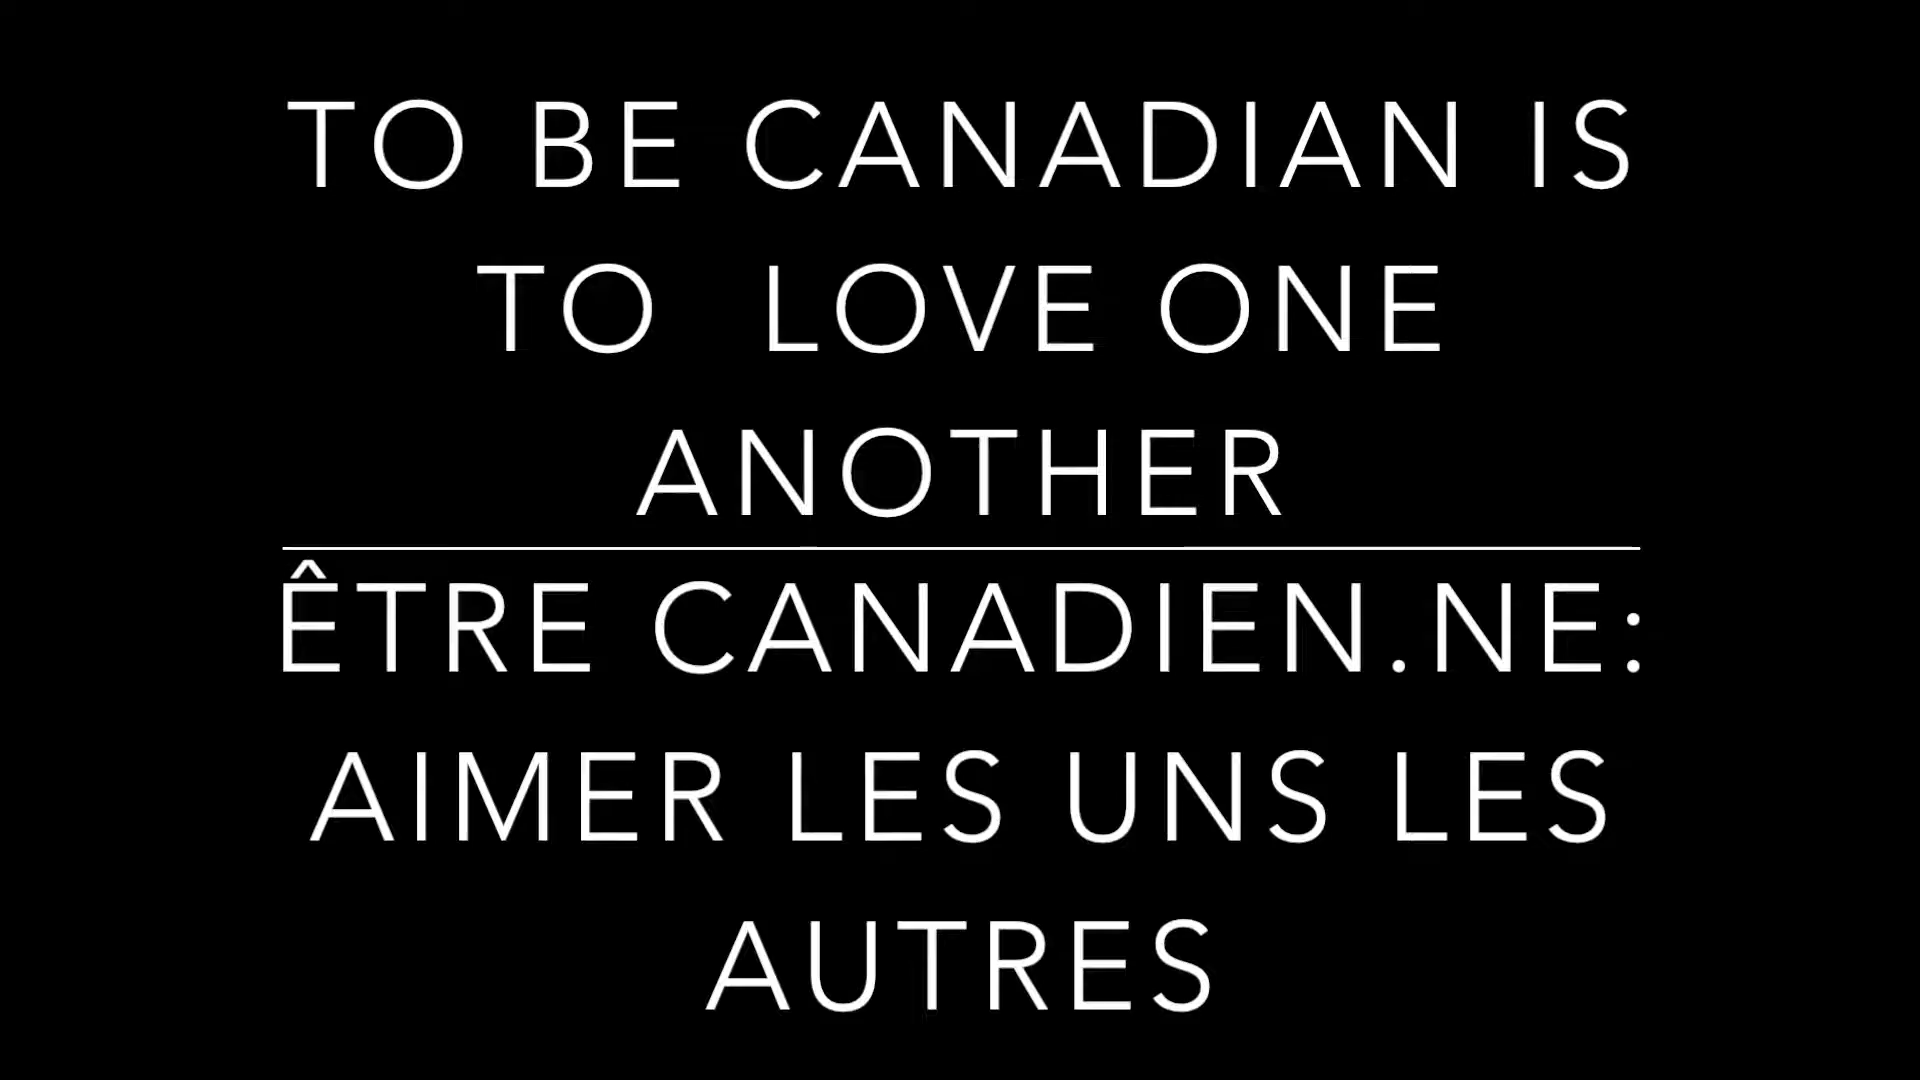 TO BE CANADIAN IS
TO  LOVE ONE
ANOTHER
ÊTRE CANADIEN.NE:
AIMER LES UNS LES
AUTRES